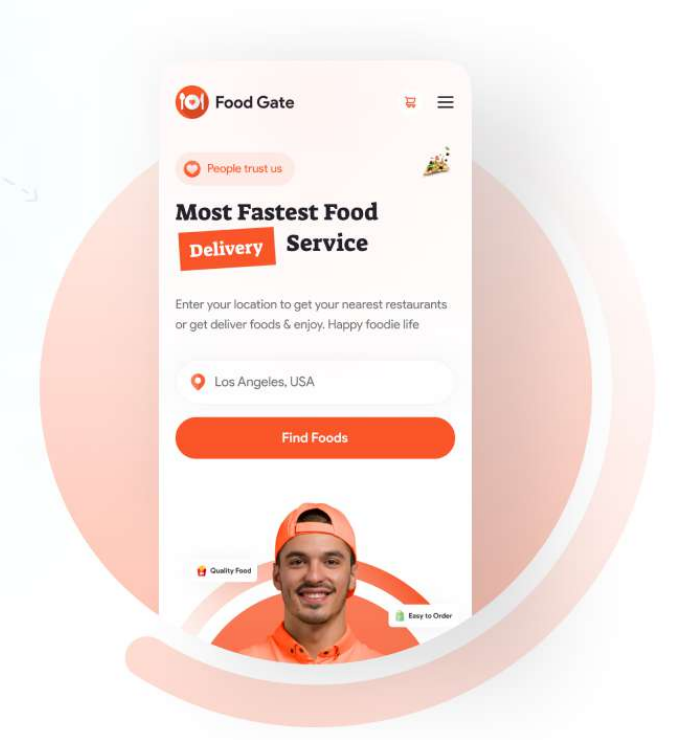 Food Gate
People trust us
Most Fastest Food
Delivery Service
Enter your location to get your nearest restaurants
or get deliver foods & enjoy. Happy foodie life
Los Angeles, USA
Find Foods
Quality Food
Easy to Order